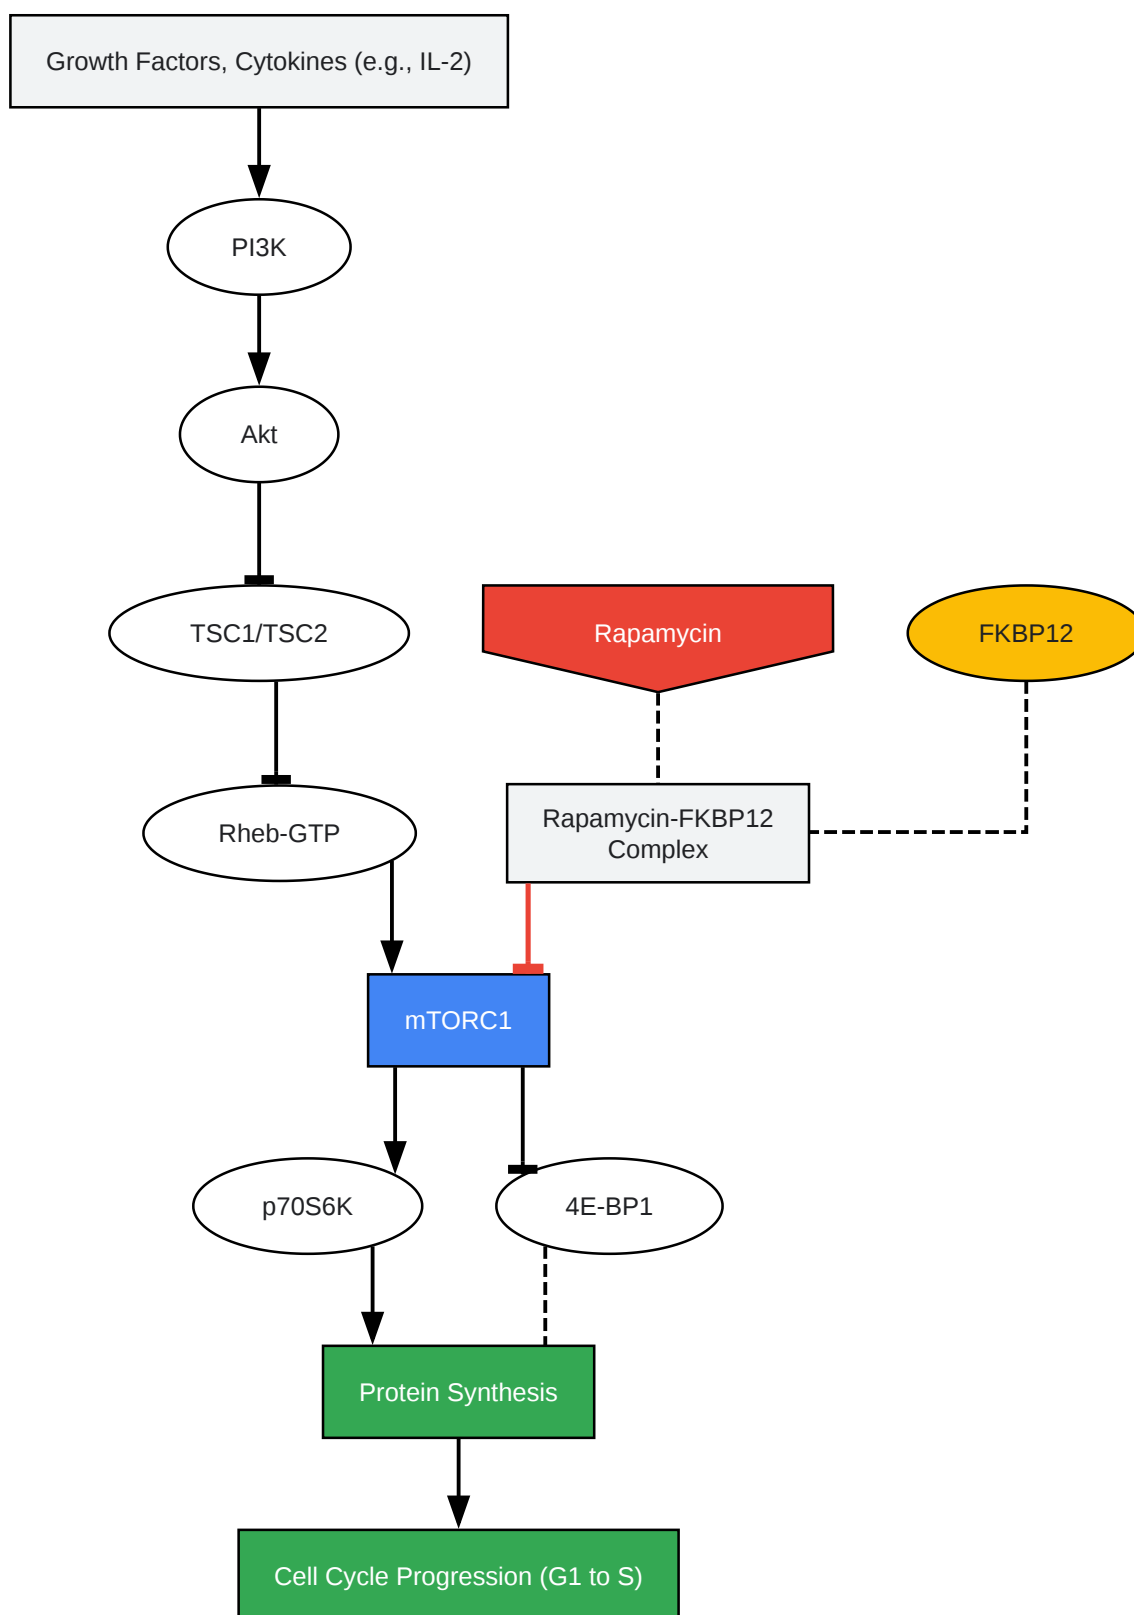 Growth Factors, Cytokines (e.g., IL-2)
PI3K
Akt
TSC1/TSC2
Rapamycin
FKBP12
Rheb-GTP
Rapamycin-FKBP12
Complex
mTORC1
p70S6K
4E-BP1
Protein Synthesis
Cell Cycle Progression (G1 to S)